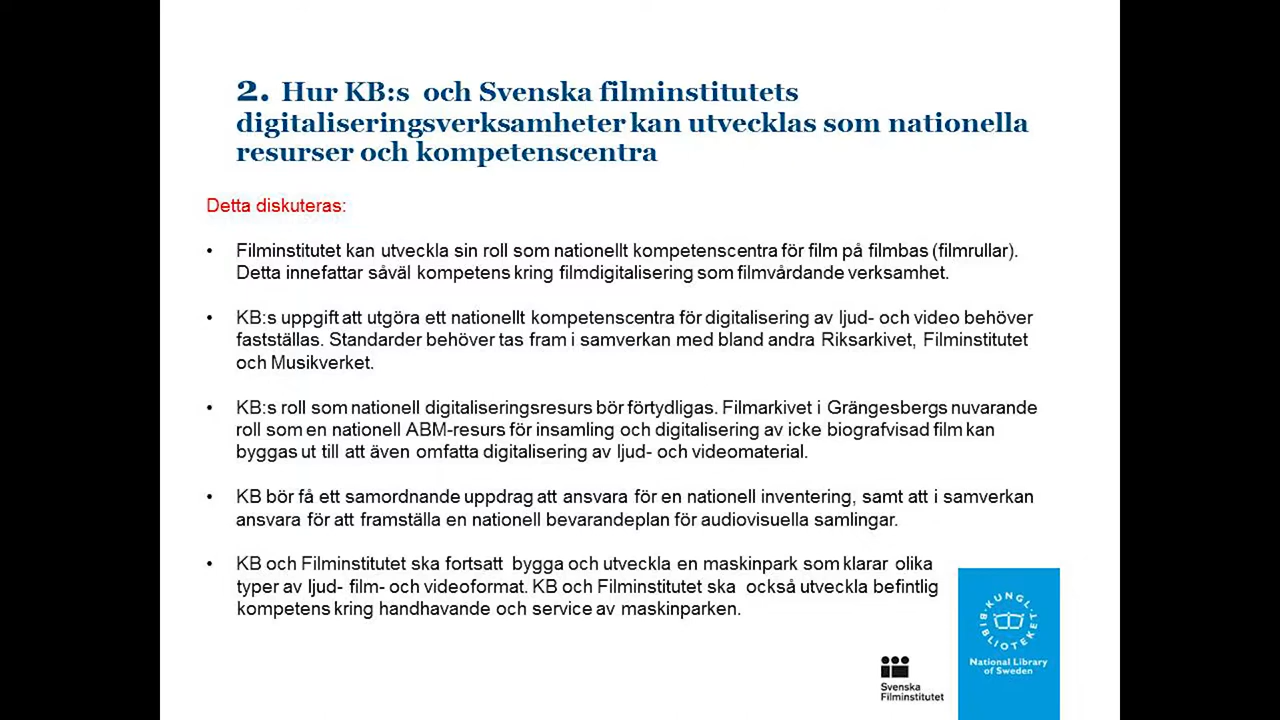 2. Hur KB:s och Svenska filminstitutets
digitaliseringsverksamheter kan utvecklas som nationella
resurser och kompetenscentra
Detta diskuteras:
• Filminstitutet kan utveckla sin roll som nationellt kompetenscentra för film på filmbas (filmrullar).
Detta innefattar såväl kompetens kring filmdigitalisering som filmvårdande verksamhet.
• KB:s uppgift att utgöra ett nationellt kompetenscentra för digitalisering av ljud- och video behöver
fastställas. Standarder behöver tas fram i samverkan med bland andra Riksarkivet, Filminstitutet
och Musikverket.
• KB:s roll som nationell digitaliseringsresurs bör förtydligas. Filmarkivet i Grängesbergs nuvarande
roll som en nationell ABM-resurs för insamling och digitalisering av icke biografvisad film kan
byggas ut till att även omfatta digitalisering av ljud- och videomaterial.
• KB bör få ett samordnande uppdrag att ansvara för en nationell inventering, samt att i samverkan
ansvara för att framställa en nationell bevarandeplan för audiovisuella samlingar.
• KB och Filminstitutet ska fortsatt bygga och utveckla en maskinpark som klarar olika
typer av ljud- film- och videoformat. KB och Filminstitutet ska också utveckla befintlig
kompetens kring handhavande och service av maskinparken.
KUNGL.
BIBLIOTEKET
National Library
of Sweden
Svenska
Filminstitutet